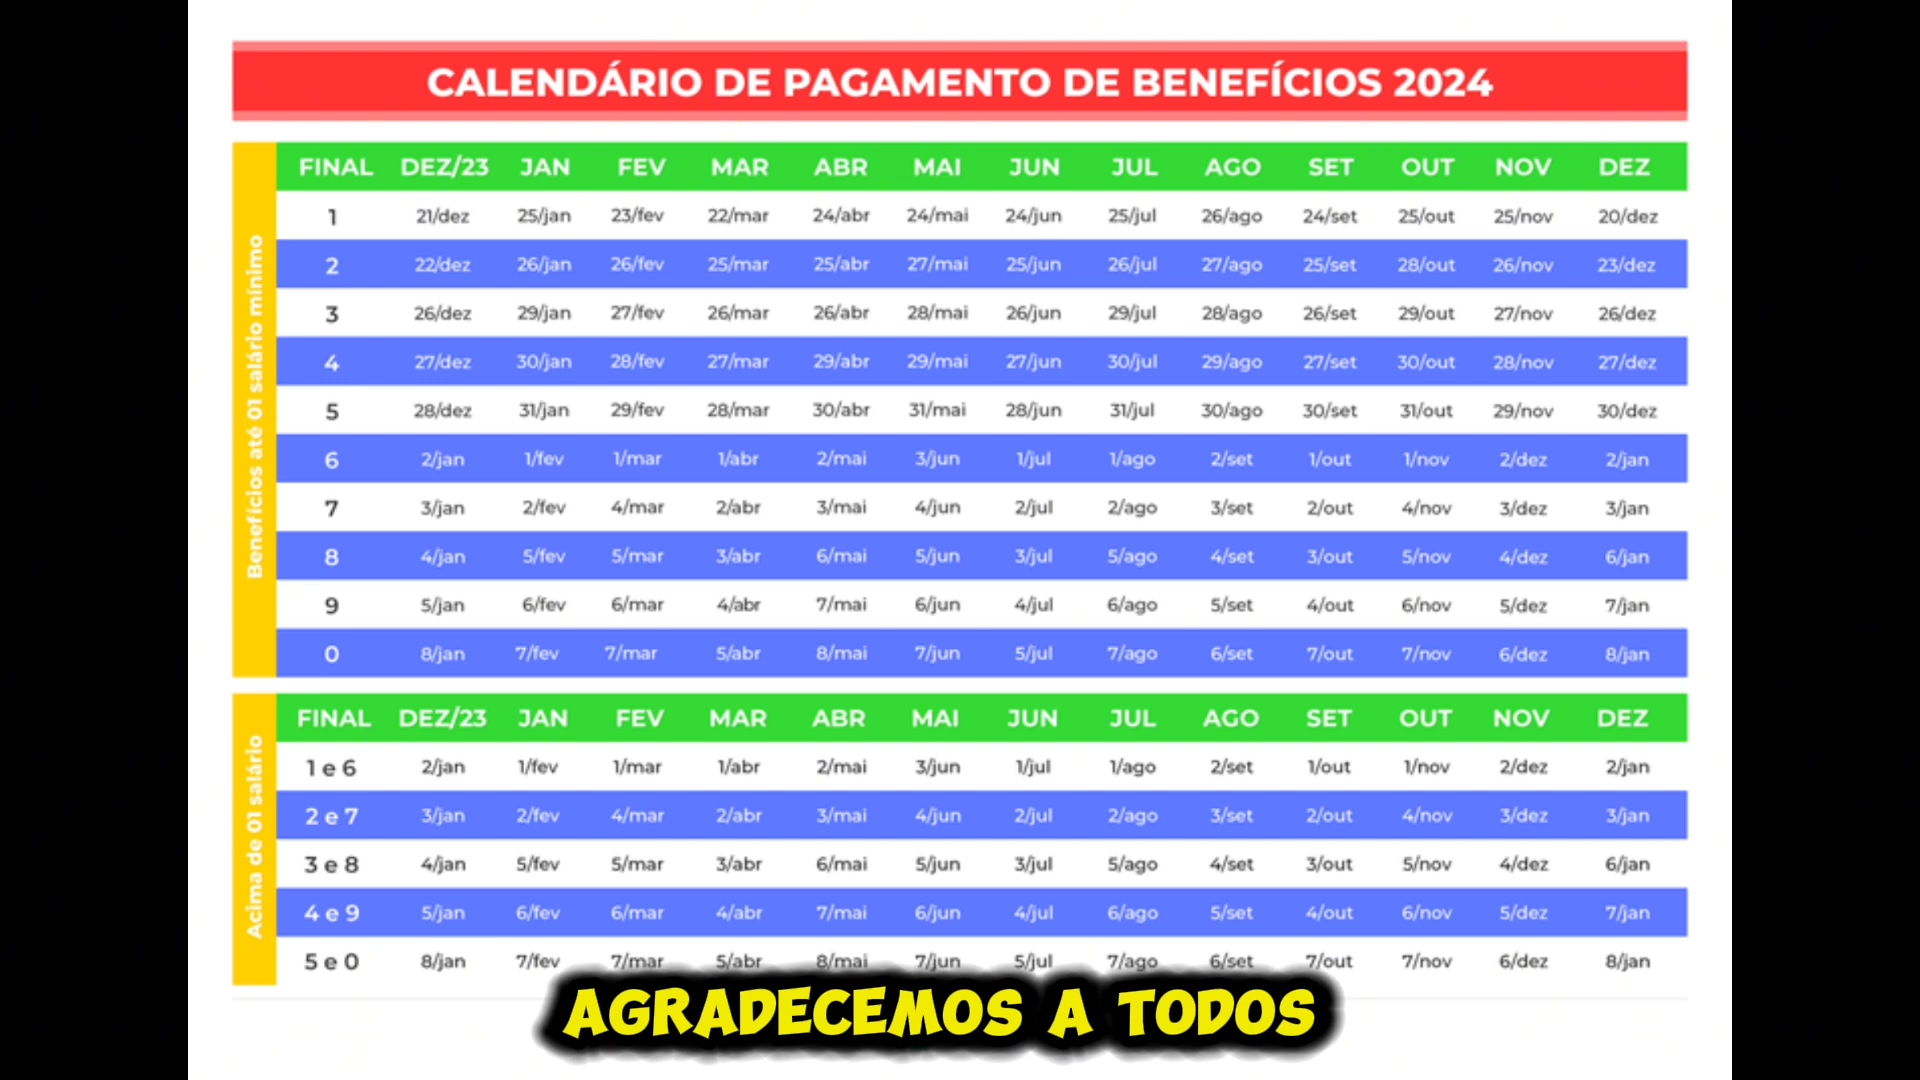 CALENDÁRIO DE PAGAMENTO DE BENEFÍCIOS 2024
Benefícios até 01 salário mínimo
FINAL DEZ/23 JAN FEV MAR ABR MAI JUN JUL AGO SET OUT NOV DEZ
1 21/dez 25/jan 23/fev 22/mar 24/abr 24/mai 24/jun 25/jul 26/ago 24/set 25/out 25/nov 20/dez
2 22/dez 26/jan 26/fev 25/mar 25/abr 27/mai 25/jun 26/jul 27/ago 25/set 28/out 26/nov 23/dez
3 26/dez 29/jan 27/fev 26/mar 26/abr 28/mai 26/jun 29/jul 28/ago 26/set 29/out 27/nov 26/dez
4 27/dez 30/jan 28/fev 27/mar 29/abr 29/mai 27/jun 30/jul 29/ago 27/set 30/out 28/nov 27/dez
5 28/dez 31/jan 29/fev 28/mar 30/abr 31/mai 28/jun 31/jul 30/ago 30/set 31/out 29/nov 30/dez
6 2/jan 1/fev 1/mar 1/abr 2/mai 3/jun 1/jul 1/ago 2/set 1/out 1/nov 2/dez 2/jan
7 3/jan 2/fev 4/mar 2/abr 3/mai 4/jun 2/jul 2/ago 3/set 2/out 4/nov 3/dez 3/jan
8 4/jan 5/fev 5/mar 3/abr 6/mai 5/jun 3/jul 5/ago 4/set 3/out 5/nov 4/dez 6/jan
9 5/jan 6/fev 6/mar 4/abr 7/mai 6/jun 4/jul 6/ago 5/set 4/out 6/nov 5/dez 7/jan
0 8/jan 7/fev 7/mar 5/abr 8/mai 7/jun 5/jul 7/ago 6/set 7/out 7/nov 6/dez 8/jan
Acima de 01 salário
FINAL DEZ/23 JAN FEV MAR ABR MAI JUN JUL AGO SET OUT NOV DEZ
1 e 6 2/jan 1/fev 1/mar 1/abr 2/mai 3/jun 1/jul 1/ago 2/set 1/out 1/nov 2/dez 2/jan
2 e 7 3/jan 2/fev 4/mar 2/abr 3/mai 4/jun 2/jul 2/ago 3/set 2/out 4/nov 3/dez 3/jan
3 e 8 4/jan 5/fev 5/mar 3/abr 6/mai 5/jun 3/jul 5/ago 4/set 3/out 5/nov 4/dez 6/jan
4 e 9 5/jan 6/fev 6/mar 4/abr 7/mai 6/jun 4/jul 6/ago 5/set 4/out 6/nov 5/dez 7/jan
5 e 0 8/jan 7/fev 7/mar 5/abr 8/mai 7/jun 5/jul 7/ago 6/set 7/out 7/nov 6/dez 8/jan
AGRADECEMOS A TODOS